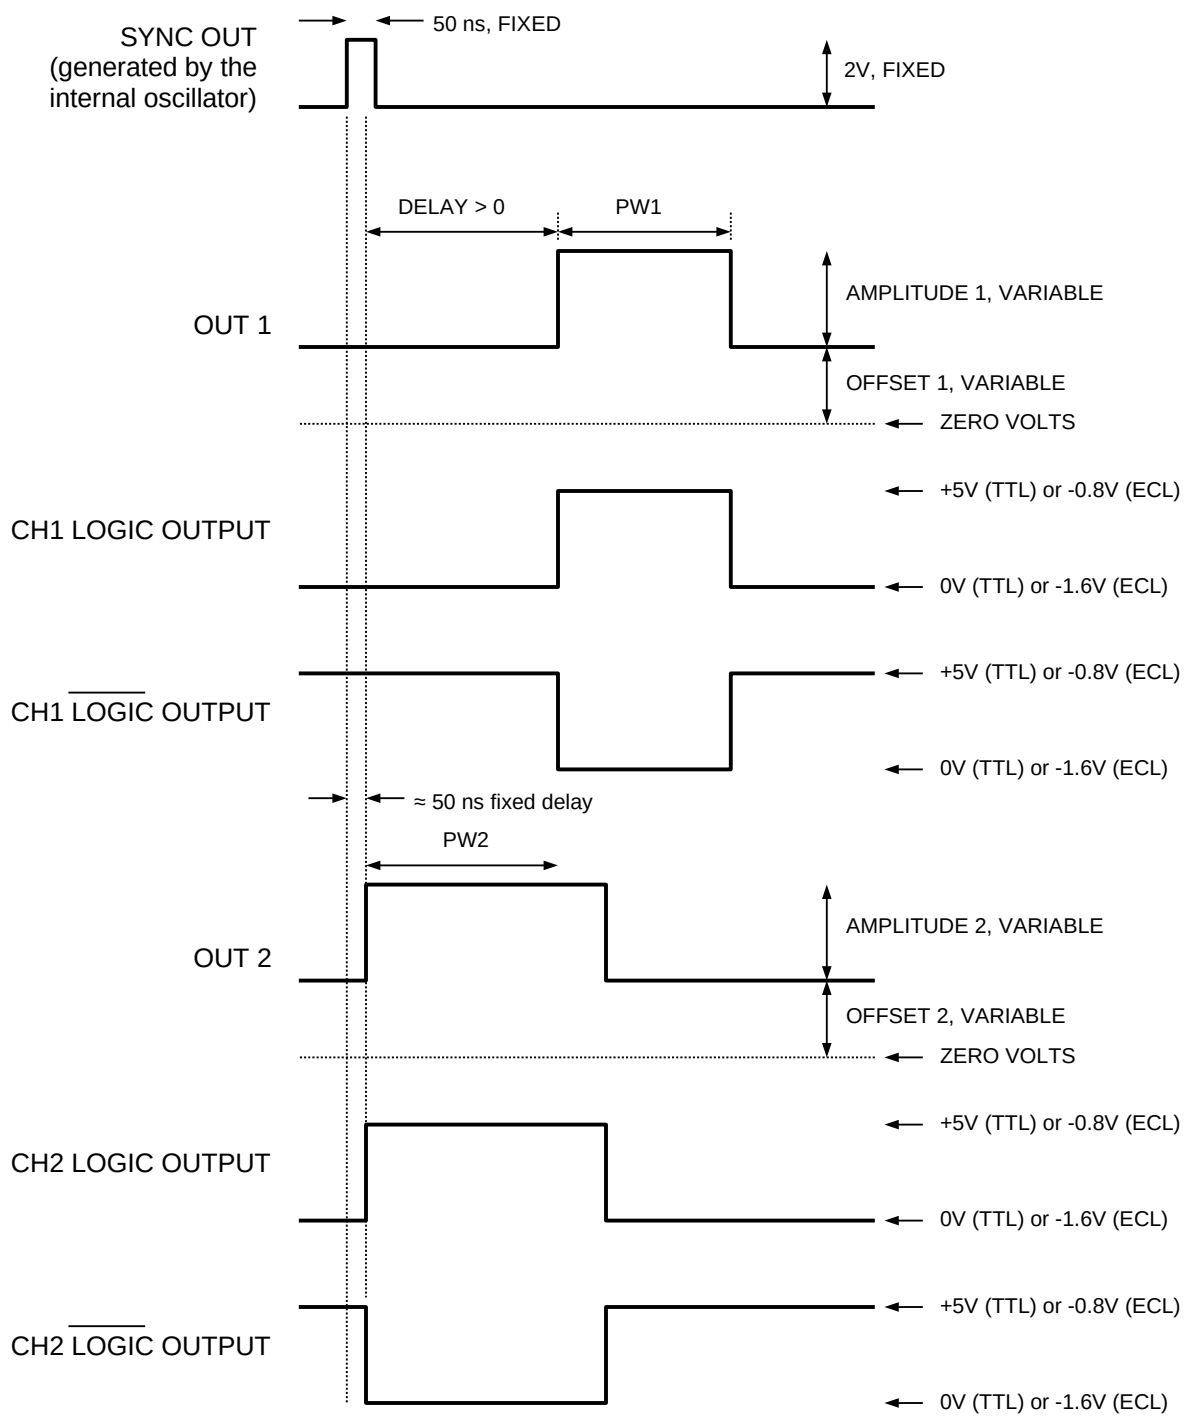 50 ns, FIXED
SYNC OUT
(generated by the
internal oscillator)
2V, FIXED
DELAY > 0
PW1
AMPLITUDE 1, VARIABLE
OUT 1
OFFSET 1, VARIABLE
ZERO VOLTS
+5V (TTL) or -0.8V (ECL)
CH1 LOGIC OUTPUT
0V (TTL) or -1.6V (ECL)
+5V (TTL) or -0.8V (ECL)
CH1 L̅O̅G̅I̅C̅ OUTPUT
0V (TTL) or -1.6V (ECL)
≈ 50 ns fixed delay
PW2
AMPLITUDE 2, VARIABLE
OUT 2
OFFSET 2, VARIABLE
ZERO VOLTS
+5V (TTL) or -0.8V (ECL)
CH2 LOGIC OUTPUT
0V (TTL) or -1.6V (ECL)
+5V (TTL) or -0.8V (ECL)
CH2 L̅O̅G̅I̅C̅ OUTPUT
0V (TTL) or -1.6V (ECL)